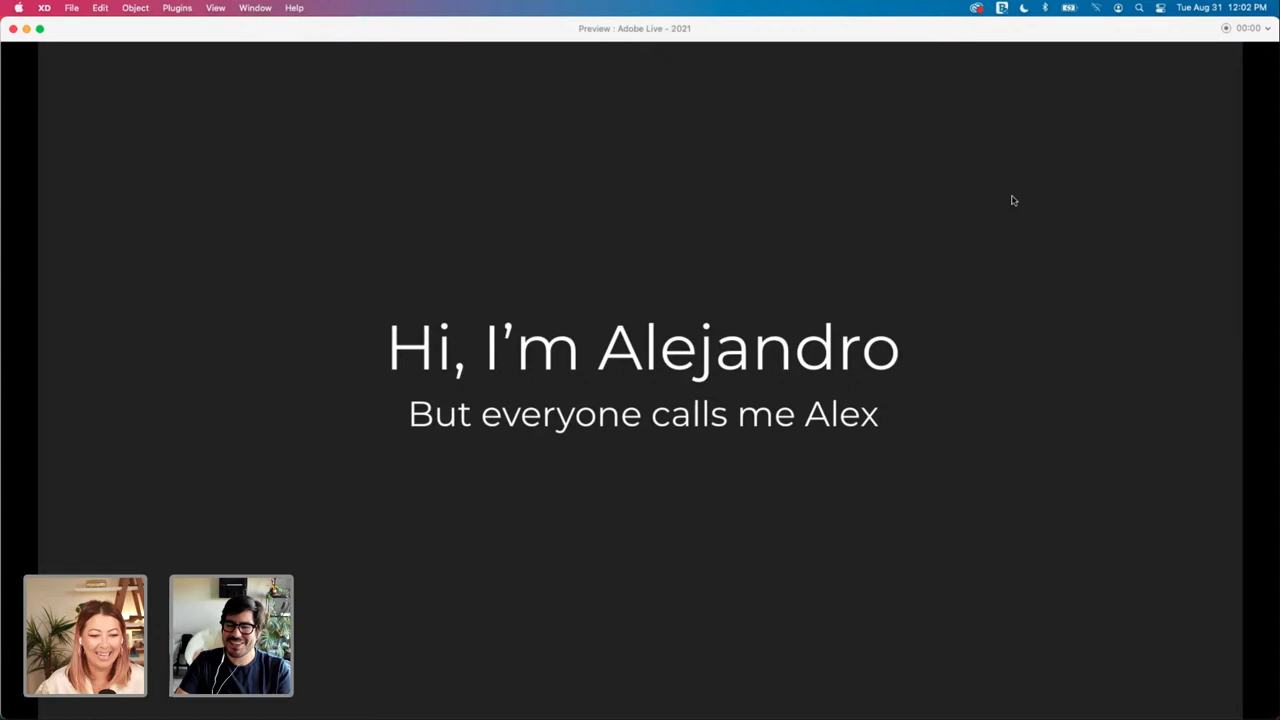 XD File Edit Object Plugins View Window Help Tue Aug 31 12:02 PM
Preview : Adobe Live - 2021 00:00
Hi, I’m Alejandro
But everyone calls me Alex